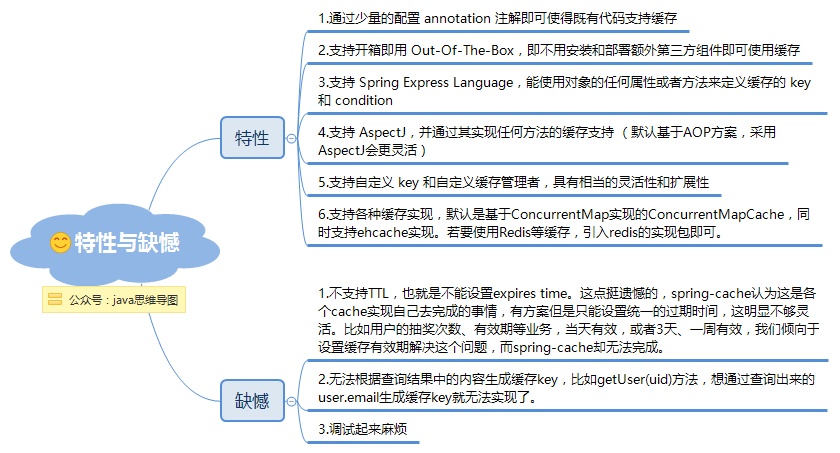 特性与缺憾
公众号：java思维导图
特性
1.通过少量的配置 annotation 注解即可使得既有代码支持缓存
2.支持开箱即用 Out-Of-The-Box，即不用安装和部署额外第三方组件即可使用缓存
3.支持 Spring Express Language，能使用对象的任何属性或者方法来定义缓存的 key
和 condition
4.支持 AspectJ，并通过其实现任何方法的缓存支持 （默认基于AOP方案，采用
AspectJ会更灵活）
5.支持自定义 key 和自定义缓存管理者，具有相当的灵活性和扩展性
6.支持各种缓存实现，默认是基于ConcurrentMap实现的ConcurrentMapCache，同
时支持ehcache实现。若要使用Redis等缓存，引入redis的实现包即可。
缺憾
1.不支持TTL，也就是不能设置expires time。这点挺遗憾的，spring-cache认为这是各
个cache实现自己去完成的事情，有方案但是只能设置统一的过期时间，这明显不够灵
活。比如用户的抽奖次数、有效期等业务，当天有效，或者3天、一周有效，我们倾向于
设置缓存有效期解决这个问题，而spring-cache却无法完成。
2.无法根据查询结果中的内容生成缓存key，比如getUser(uid)方法，想通过查询出来的
user.email生成缓存key就无法实现了。
3.调试起来麻烦